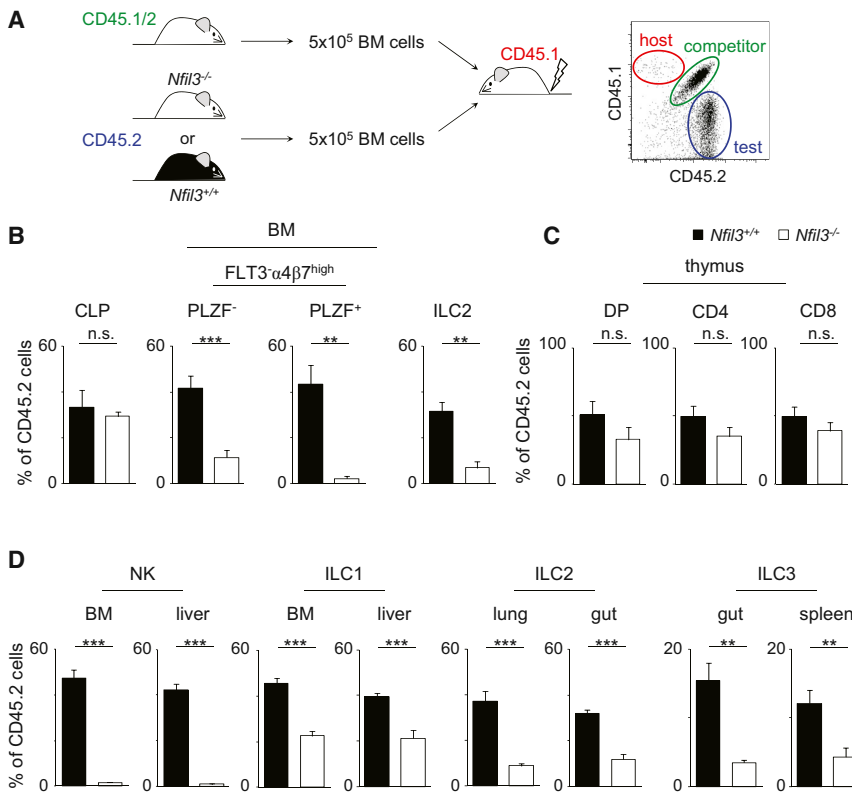 A
CD45.1/2
5x10⁵ BM cells
Nfil3-/-
CD45.2
or
Nfil3+/+
5x10⁵ BM cells
CD45.1
host
competitor
test
CD45.1
CD45.2
B
BM
FLT3-α4β7high
CLP
PLZF-
PLZF+
ILC2
n.s.
***
**
**
% of CD45.2 cells
60
0
60
0
60
0
60
0
C
Nfil3+/+
Nfil3-/-
thymus
DP
CD4
CD8
n.s.
n.s.
n.s.
% of CD45.2 cells
100
0
100
0
100
0
D
NK
ILC1
ILC2
ILC3
BM
liver
BM
liver
lung
gut
gut
spleen
***
***
***
***
***
***
**
**
% of CD45.2 cells
60
0
60
0
60
0
60
0
60
0
60
0
20
0
20
0